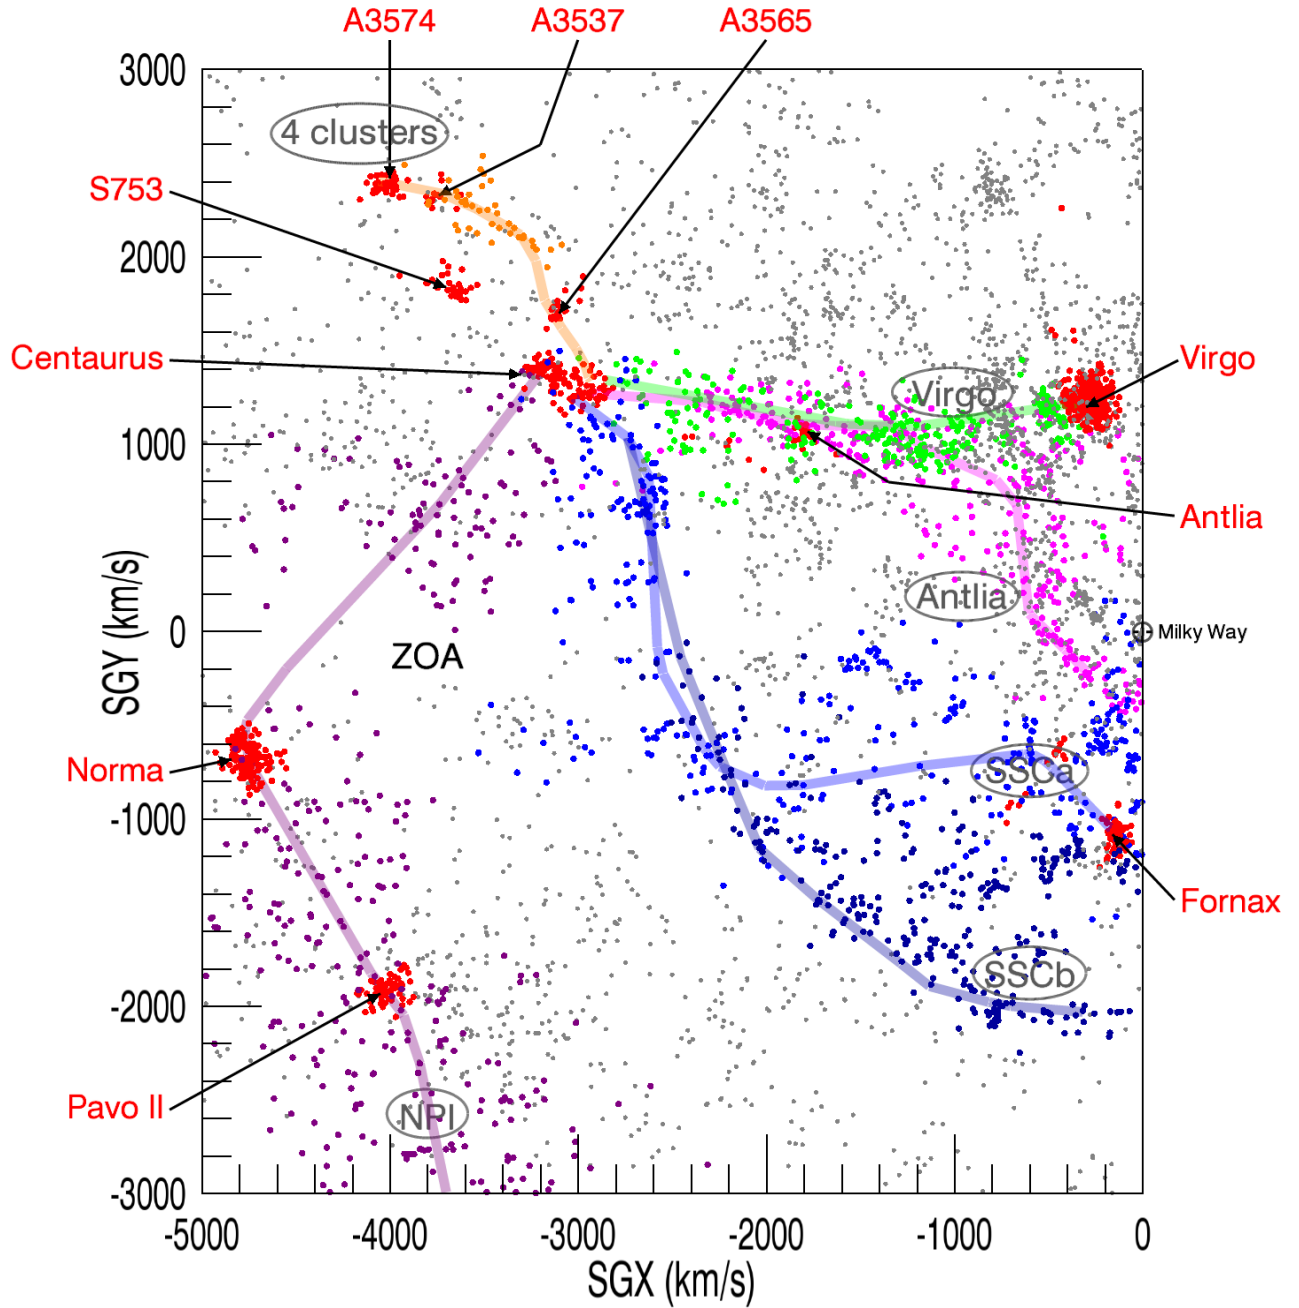 A3574
A3537
A3565
3000
4 clusters
S753
2000
Centaurus
Virgo
Virgo
1000
Antlia
Antlia
SGY (km/s)
0
ZOA
Milky Way
Norma
SSCa
-1000
Fornax
SSCb
-2000
Pavo II
NPI
-3000
-5000 -4000 -3000 -2000 -1000 0
SGX (km/s)